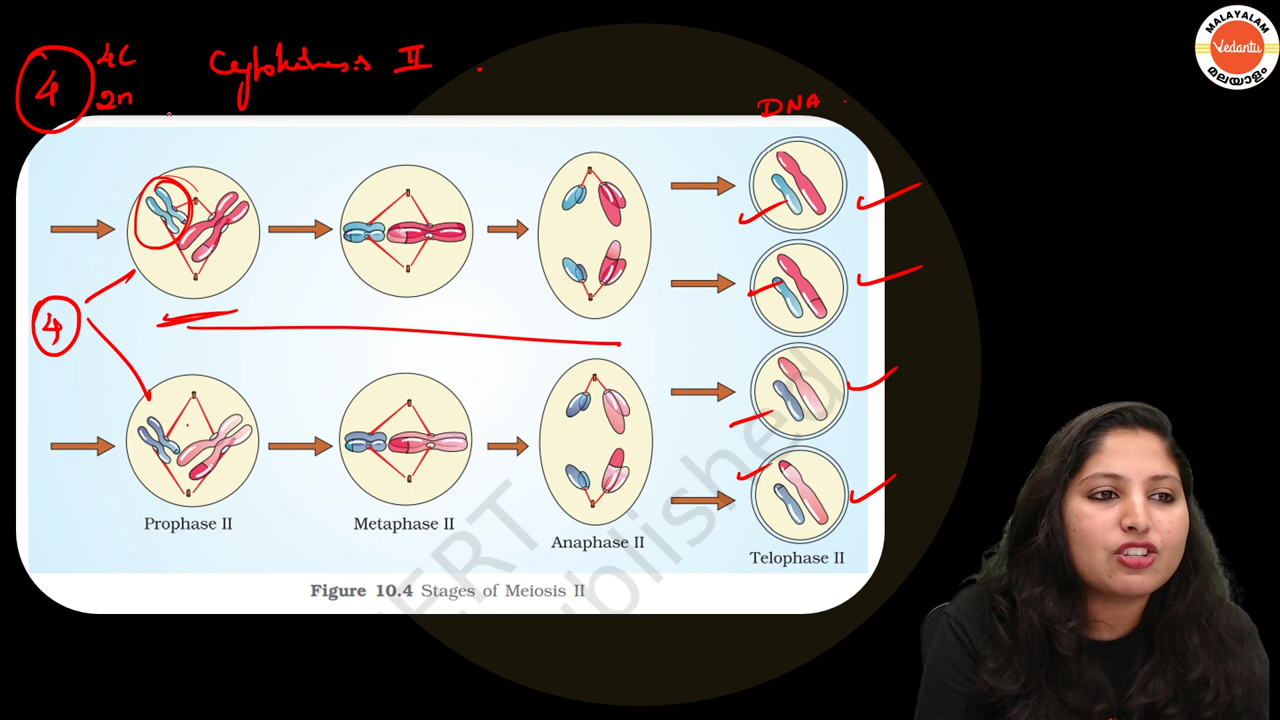 MALAYALAM
Vedantu
മലയാളം
4 4C
2n
Cytokinesis II .
DNA
4
Prophase II
Metaphase II
Anaphase II
Telophase II
Figure 10.4 Stages of Meiosis II